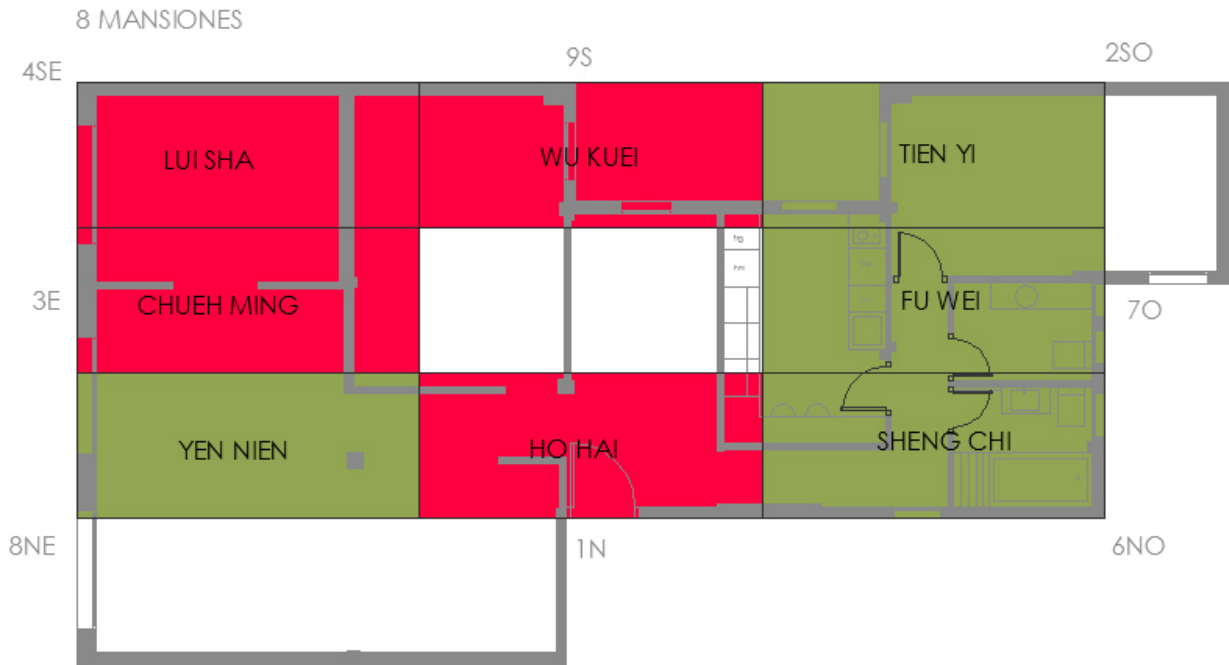 8 MANSIONES
4SE
9S
2SO
LUI SHA
WU KUEI
TIEN YI
3E
CHUEH MING
FU WEI
7O
YEN NIEN
HO HAI
SHENG CHI
8NE
1N
6NO